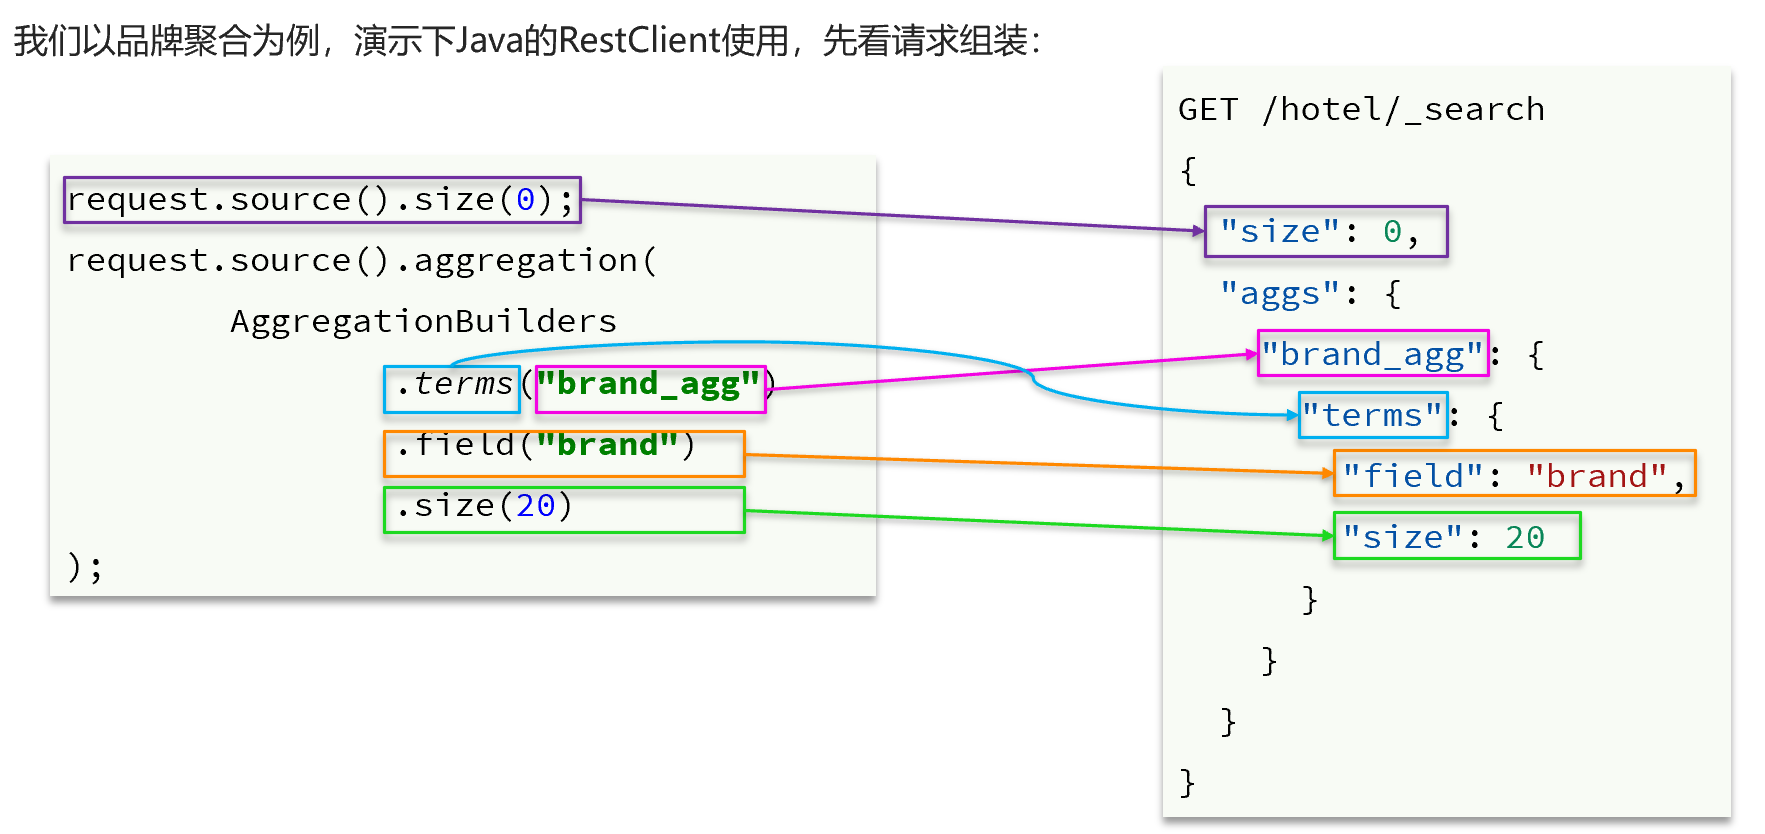 我们以品牌聚合为例，演示下Java的RestClient使用，先看请求组装：
request.source().size(0);
request.source().aggregation(
AggregationBuilders
.terms("brand_agg")
.field("brand")
.size(20)
);
GET /hotel/_search
{
"size": 0,
"aggs": {
"brand_agg": {
"terms": {
"field": "brand",
"size": 20
}
}
}
}